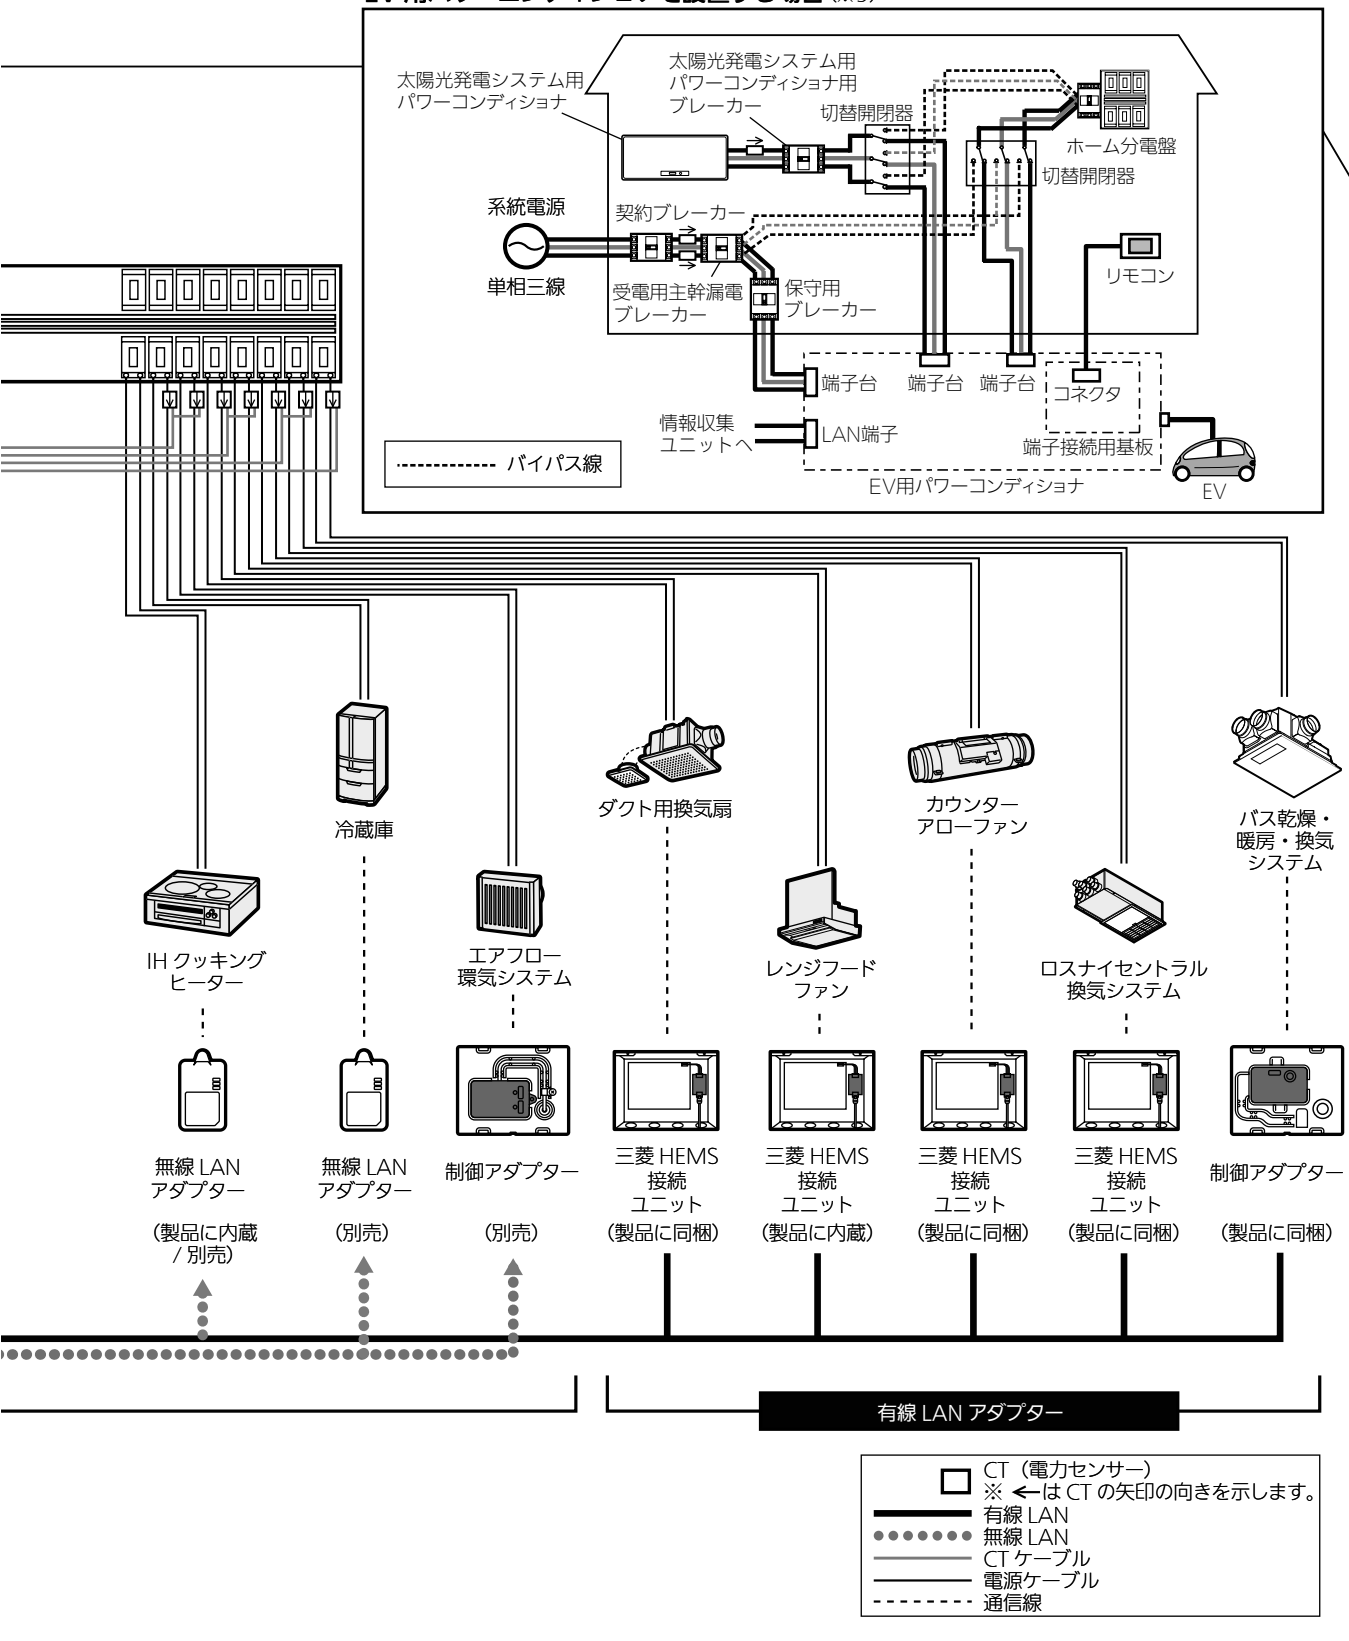 太陽光発電システム用
パワーコンディショナ
太陽光発電システム用
パワーコンディショナ用
ブレーカー
切替開閉器
ホーム分電盤
切替開閉器
系統電源
単相三線
契約ブレーカー
受電用主幹漏電
ブレーカー
保守用
ブレーカー
リモコン
端子台
端子台
端子台
コネクタ
情報収集
ユニットへ
LAN端子
端子接続用基板
バイパス線
EV用パワーコンディショナ
EV
冷蔵庫
ダクト用換気扇
カウンター
アローファン
バス乾燥・
暖房・換気
システム
IH クッキング
ヒーター
エアフロー
環気システム
レンジフード
ファン
ロスナイセントラル
換気システム
無線 LAN
アダプター
（製品に内蔵
/ 別売）
無線 LAN
アダプター
（別売）
制御アダプター
（別売）
三菱 HEMS
接続
ユニット
（製品に同梱）
三菱 HEMS
接続
ユニット
（製品に内蔵）
三菱 HEMS
接続
ユニット
（製品に同梱）
三菱 HEMS
接続
ユニット
（製品に同梱）
制御アダプター
（製品に同梱）
有線 LAN アダプター
CT（電力センサー）
※ ←は CT の矢印の向きを示します。
有線 LAN
無線 LAN
CT ケーブル
電源ケーブル
通信線